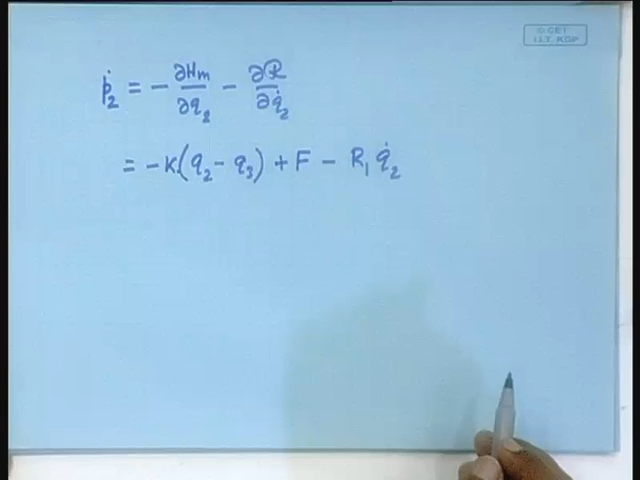 © CET
I.I.T. KGP
ṗ₂ = - ∂Hm/∂q₂ - ∂R/∂q̇₂
= -K(q₂ - q₃) + F - R₁ q̇₂